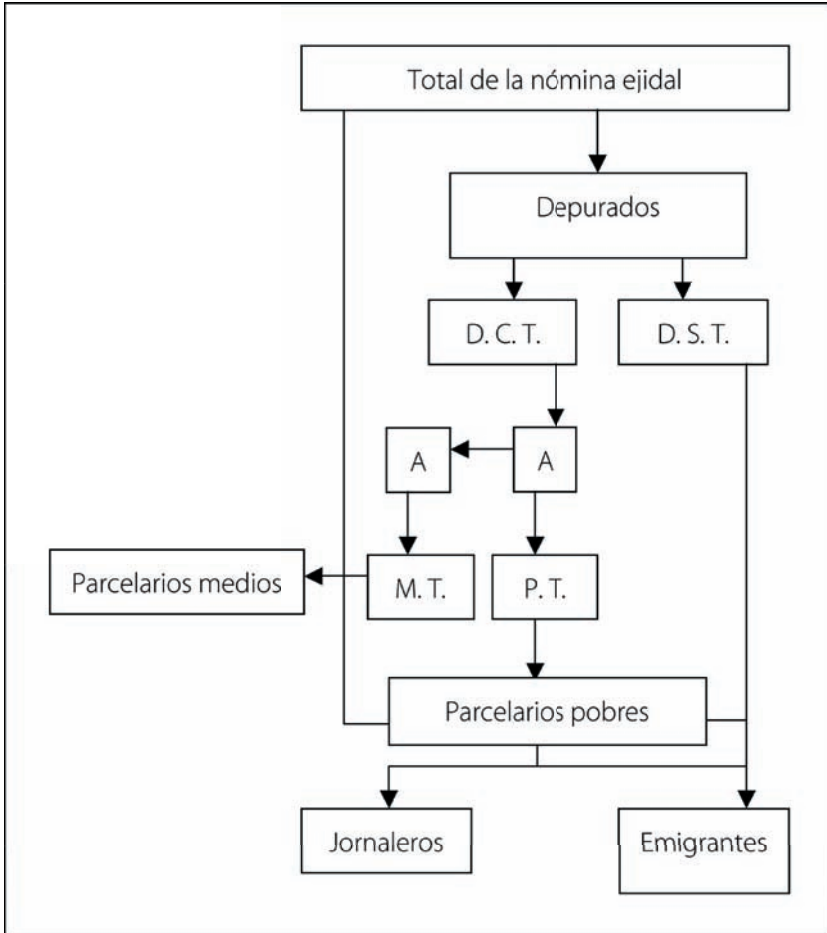 Total de la nómina ejidal
Depurados
D. C. T.
D. S. T.
A
A
Parcelarios medios
M. T.
P. T.
Parcelarios pobres
Jornaleros
Emigrantes